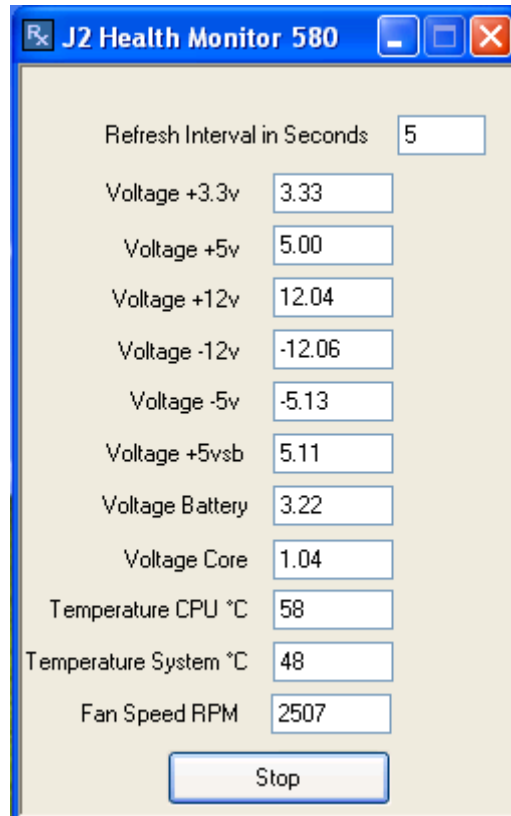 J2 Health Monitor 580
Refresh Interval in Seconds 5
Voltage +3.3v 3.33
Voltage +5v 5.00
Voltage +12v 12.04
Voltage -12v -12.06
Voltage -5v -5.13
Voltage +5vsb 5.11
Voltage Battery 3.22
Voltage Core 1.04
Temperature CPU °C 58
Temperature System °C 48
Fan Speed RPM 2507
Stop